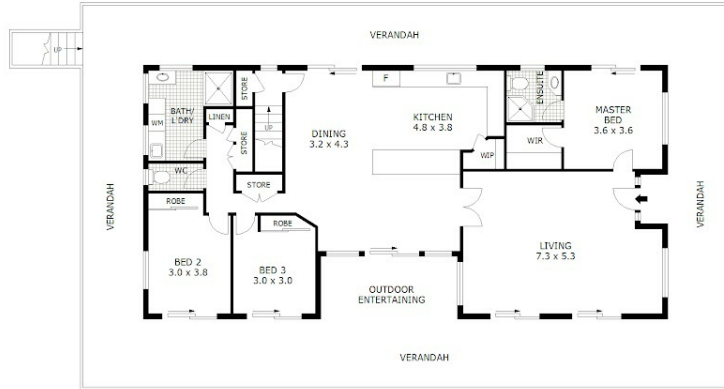 VERANDAH
UP
F
ENSUITE
STORE
BATH/
L'DRY
WM
LINEN
UP
STORE
DINING
3.2 x 4.3
KITCHEN
4.8 x 3.8
MASTER
BED
3.6 x 3.6
WIR
WIP
WC
STORE
ROBE
ROBE
VERANDAH
VERANDAH
BED 2
3.0 x 3.8
BED 3
3.0 x 3.0
LIVING
7.3 x 5.3
OUTDOOR
ENTERTAINING
VERANDAH